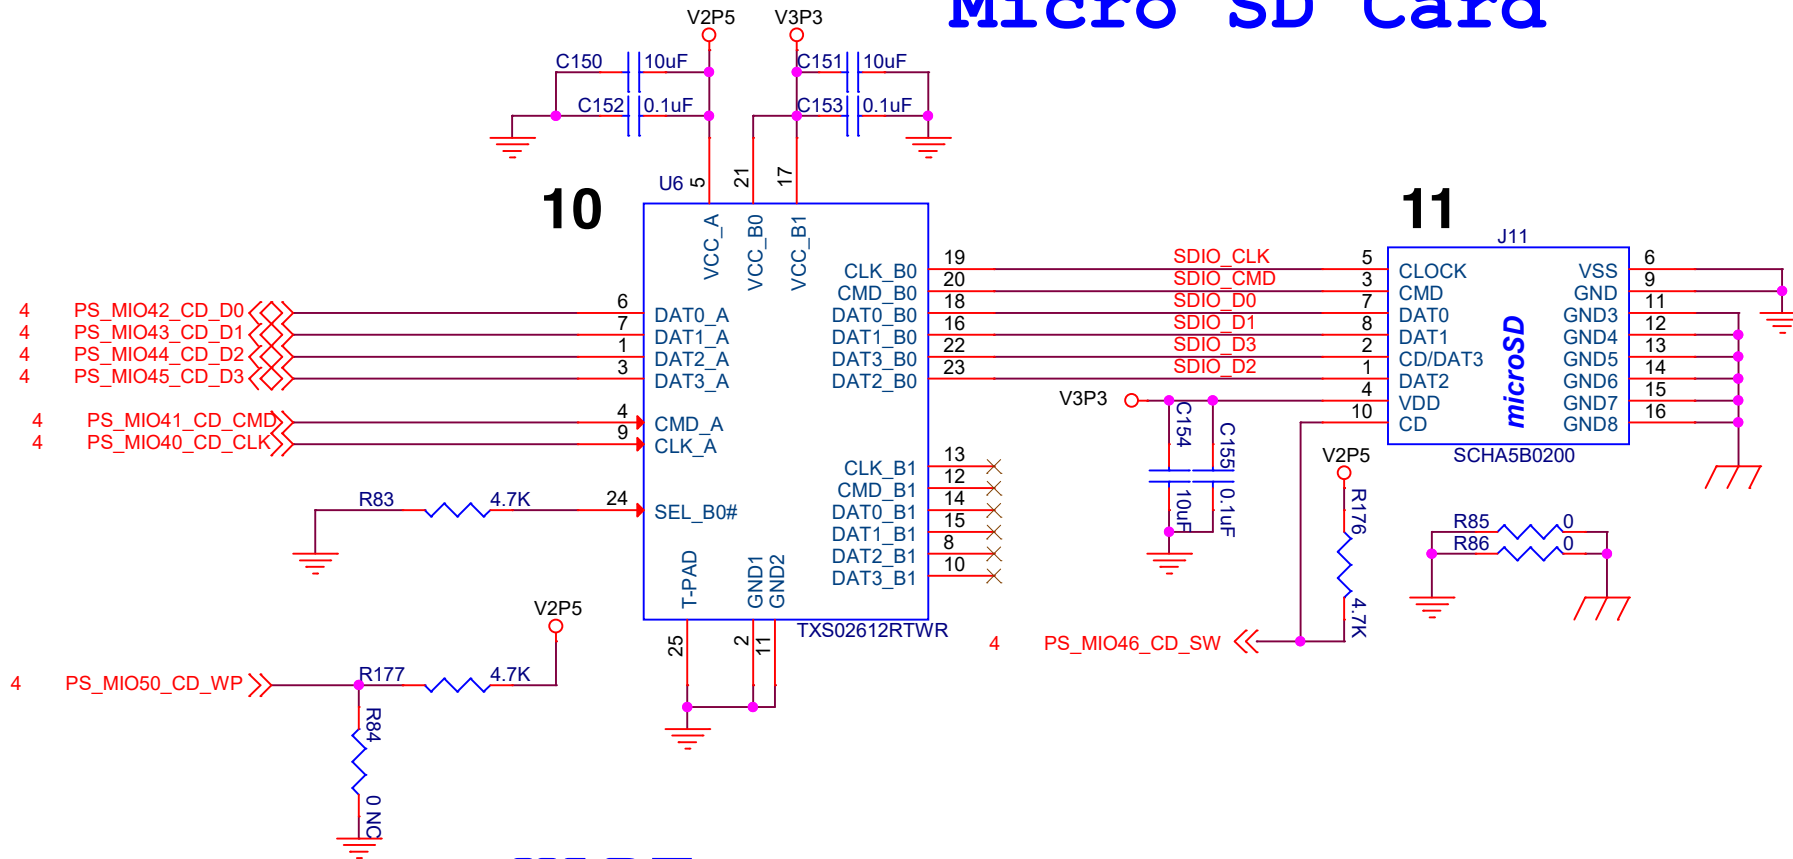 Micro SD Card
V2P5
V3P3
C150 10uF
C151 10uF
C152 0.1uF
C153 0.1uF
U6 5 21 17
10
11
J11
VCC_A VCC_B0 VCC_B1
CLK_B0 19 SDIO_CLK 5 CLOCK VSS 6
CMD_B0 20 SDIO_CMD 3 CMD GND 9
4 PS_MIO42_CD_D0 6 DAT0_A DAT0_B0 18 SDIO_D0 7 DAT0 GND3 11
4 PS_MIO43_CD_D1 7 DAT1_A DAT1_B0 16 SDIO_D1 8 DAT1 GND4 12
4 PS_MIO44_CD_D2 1 DAT2_A DAT3_B0 22 SDIO_D3 2 CD/DAT3 GND5 13
4 PS_MIO45_CD_D3 3 DAT3_A DAT2_B0 23 SDIO_D2 1 DAT2 GND6 14
V3P3 4 VDD GND7 15
4 PS_MIO41_CD_CMD 4 CMD_A 10 CD GND8 16
4 PS_MIO40_CD_CLK 9 CLK_A
microSD
SCHA5B0200
C154 10uF
C155 0.1uF
V2P5
R176 4.7K
CLK_B1 13
CMD_B1 12
R83 4.7K 24 SEL_B0# DAT0_B1 14
DAT1_B1 15
DAT2_B1 8
DAT3_B1 10
R85 0
R86 0
T-PAD GND1 GND2
25 2 11
TXS02612RTWR
4 PS_MIO46_CD_SW
V2P5
4 PS_MIO50_CD_WP R177 4.7K
R84 0 NC